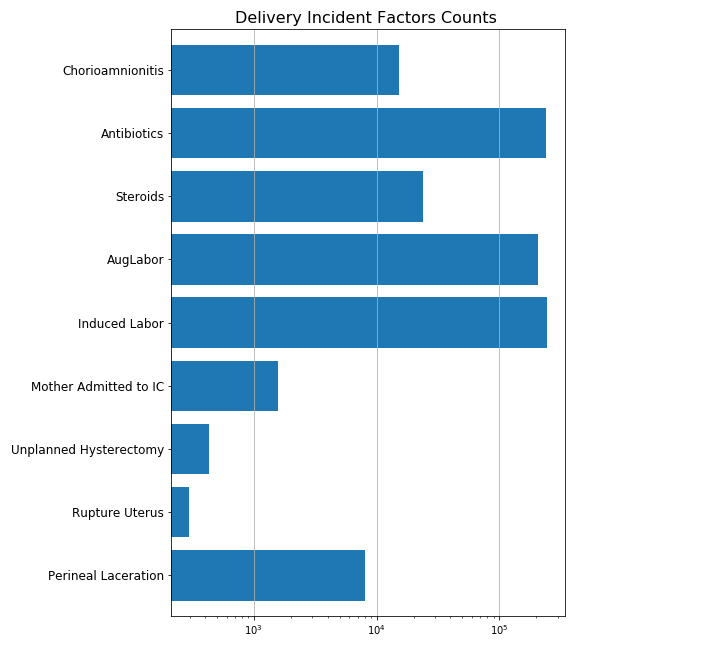 Delivery Incident Factors Counts
Chorioamnionitis
Antibiotics
Steroids
AugLabor
Induced Labor
Mother Admitted to IC
Unplanned Hysterectomy
Rupture Uterus
Perineal Laceration
10³ 10⁴ 10⁵